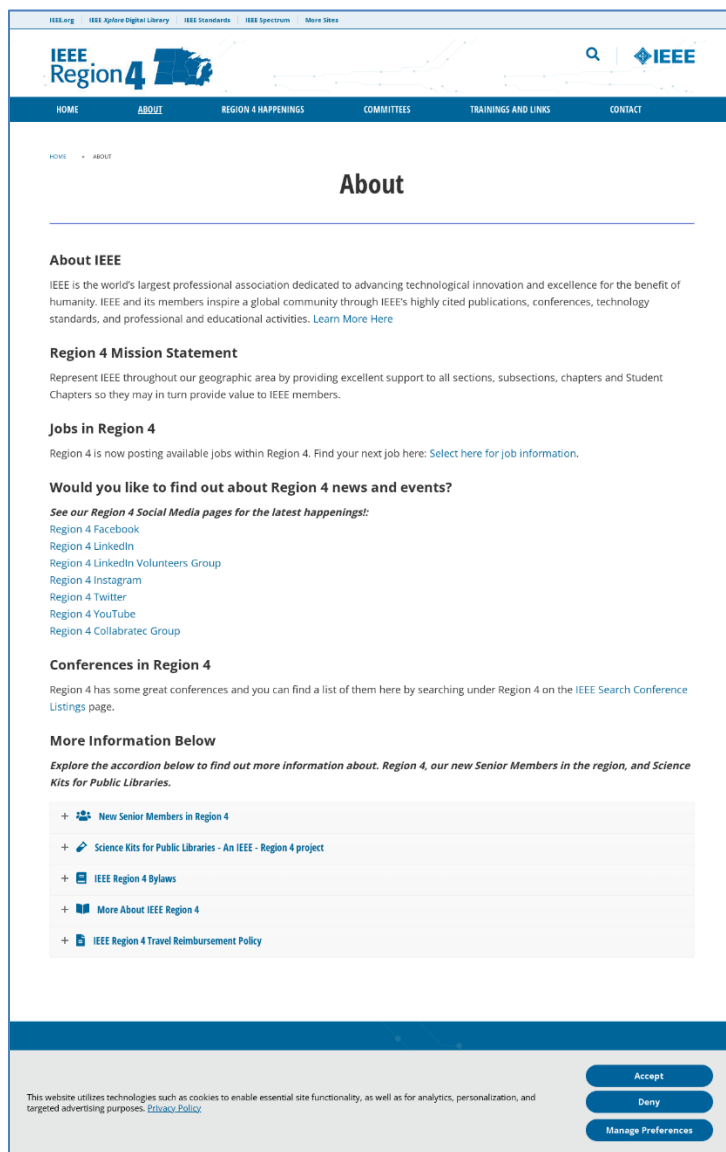 IEEE.org | IEEE Xplore Digital Library | IEEE Standards | IEEE Spectrum | More Sites
IEEE
Region 4
IEEE
HOME ABOUT REGION 4 HAPPENINGS COMMITTEES TRAININGS AND LINKS CONTACT
HOME » ABOUT
About
About IEEE
IEEE is the world's largest professional association dedicated to advancing technological innovation and excellence for the benefit of
humanity. IEEE and its members inspire a global community through IEEE's highly cited publications, conferences, technology
standards, and professional and educational activities. Learn More Here
Region 4 Mission Statement
Represent IEEE throughout our geographic area by providing excellent support to all sections, subsections, chapters and Student
Chapters so they may in turn provide value to IEEE members.
Jobs in Region 4
Region 4 is now posting available jobs within Region 4. Find your next job here: Select here for job information.
Would you like to find out about Region 4 news and events?
See our Region 4 Social Media pages for the latest happenings!:
Region 4 Facebook
Region 4 LinkedIn
Region 4 LinkedIn Volunteers Group
Region 4 Instagram
Region 4 Twitter
Region 4 YouTube
Region 4 Collabratec Group
Conferences in Region 4
Region 4 has some great conferences and you can find a list of them here by searching under Region 4 on the IEEE Search Conference
Listings page.
More Information Below
Explore the accordion below to find out more information about. Region 4, our new Senior Members in the region, and Science
Kits for Public Libraries.
+ New Senior Members in Region 4
+ Science Kits for Public Libraries - An IEEE - Region 4 project
+ IEEE Region 4 Bylaws
+ More About IEEE Region 4
+ IEEE Region 4 Travel Reimbursement Policy
This website utilizes technologies such as cookies to enable essential site functionality, as well as for analytics, personalization, and
targeted advertising purposes. Privacy Policy
Accept
Deny
Manage Preferences